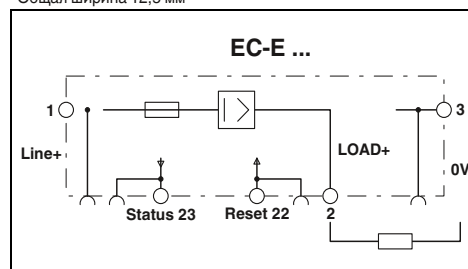 Общая ширина 12,5 мм
EC-E ...
1
3
Line+
LOAD+
0V
Status 23
Reset 22
2